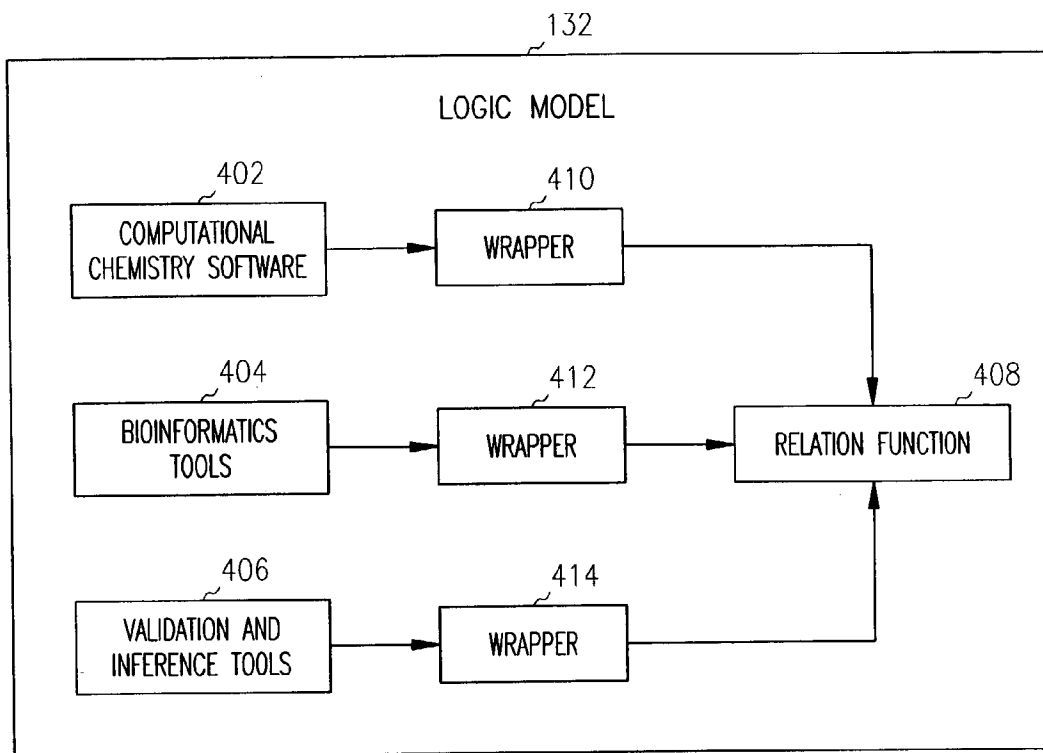 132
LOGIC MODEL
402
COMPUTATIONAL
CHEMISTRY SOFTWARE
410
WRAPPER
404
BIOINFORMATICS
TOOLS
412
WRAPPER
408
RELATION FUNCTION
406
VALIDATION AND
INFERENCE TOOLS
414
WRAPPER